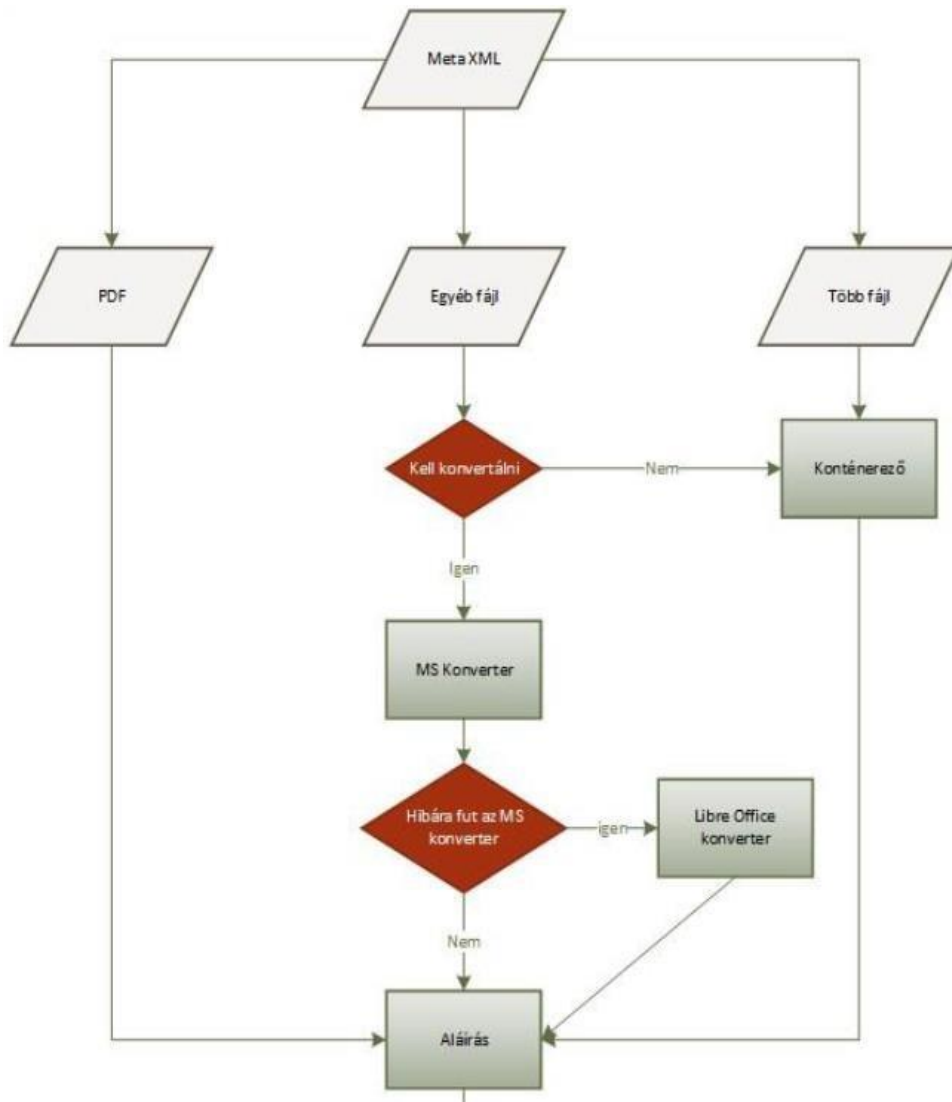 Meta XML
PDF
Egyéb fájl
Több fájl
Kell konvertálni
Nem
Konténerező
Igen
MS Konverter
Hibára fut az MS
konverter
igen
Libre Office
konverter
Nem
Aláírás